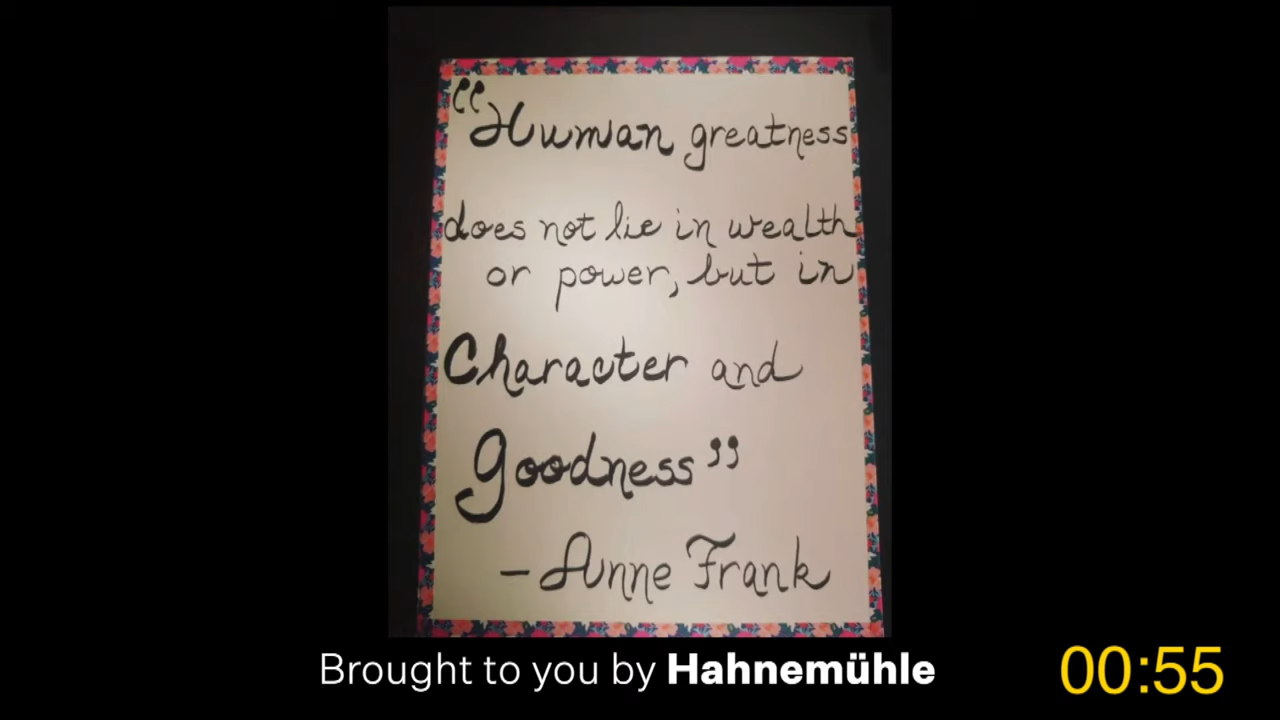 “Human greatness
does not lie in wealth
or power, but in
Character and
Goodness”
- Anne Frank
Brought to you by Hahnemühle
00:55